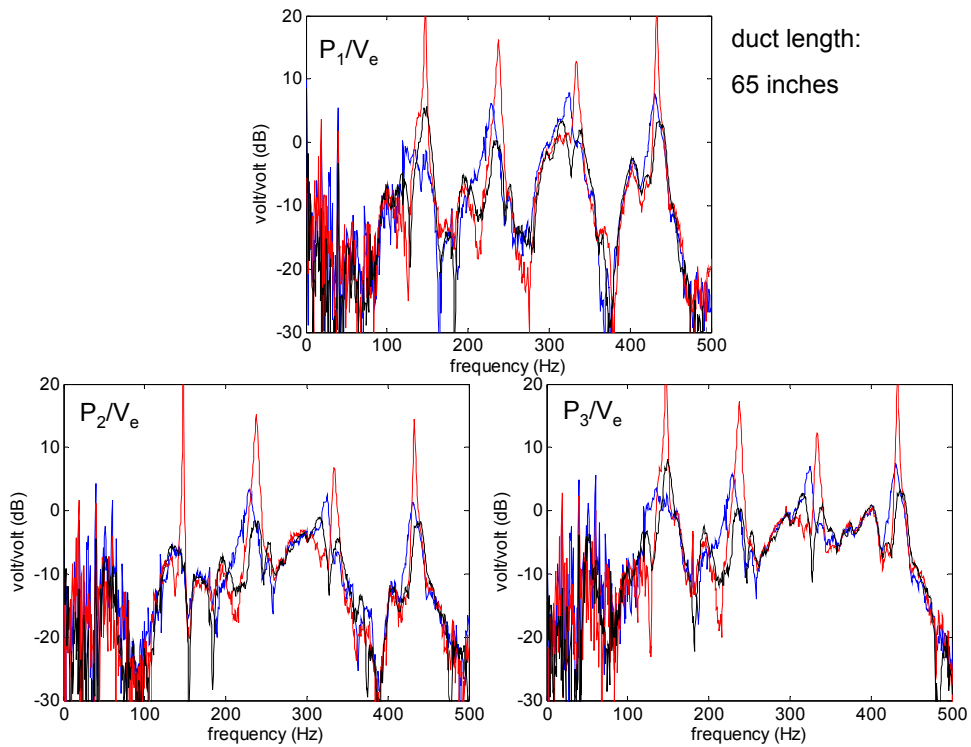 P1/Ve
duct length:
65 inches
volt/volt (dB)
20
10
0
-10
-20
-30
0 100 200 300 400 500
frequency (Hz)
P2/Ve
volt/volt (dB)
20
10
0
-10
-20
-30
0 100 200 300 400 500
frequency (Hz)
P3/Ve
volt/volt (dB)
20
10
0
-10
-20
-30
0 100 200 300 400 500
frequency (Hz)